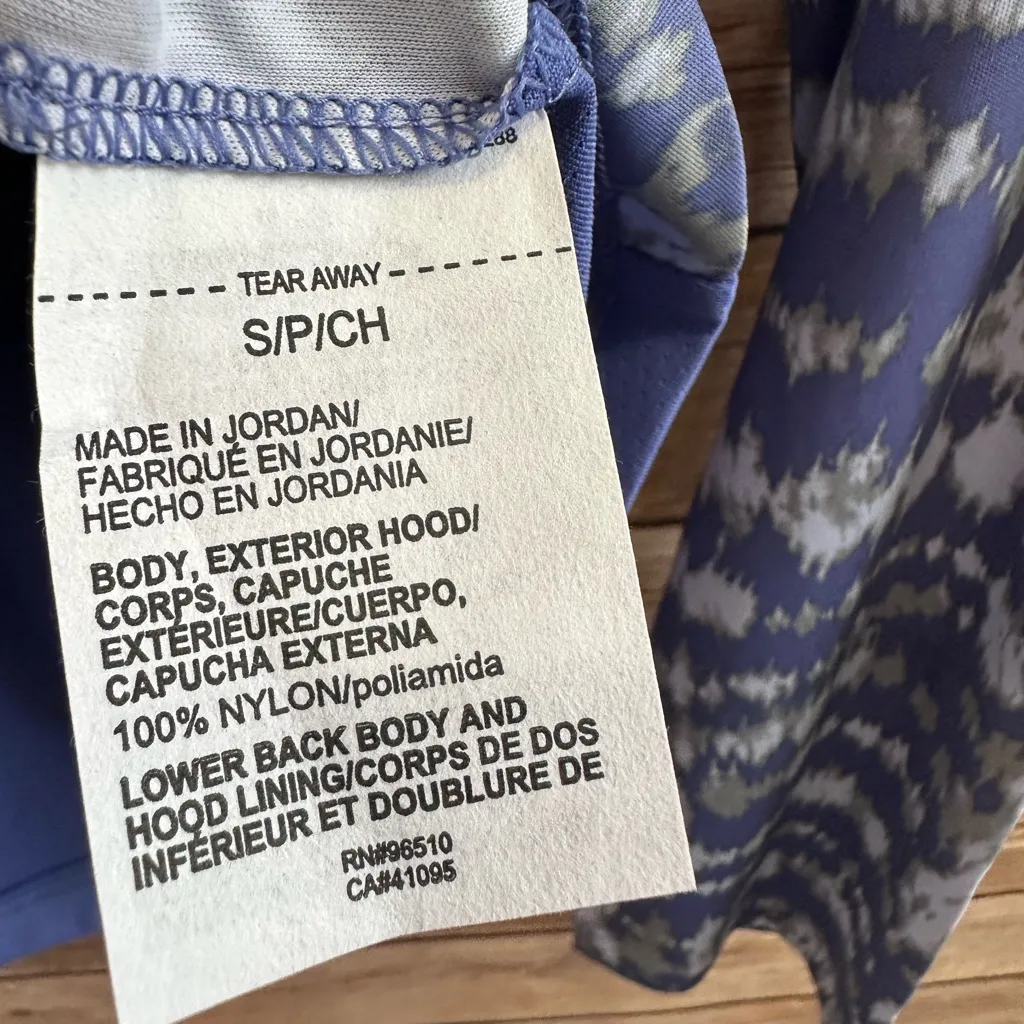 88
TEAR AWAY
S/P/CH
MADE IN JORDAN/
FABRIQUÉ EN JORDANIE/
HECHO EN JORDANIA
BODY, EXTERIOR HOOD/
CORPS, CAPUCHE
EXTÉRIEURE/CUERPO,
CAPUCHA EXTERNA
100% NYLON/poliamida
LOWER BACK BODY AND
HOOD LINING/CORPS DE DOS
INFÉRIEUR ET DOUBLURE DE
RN#96510
CA#41095